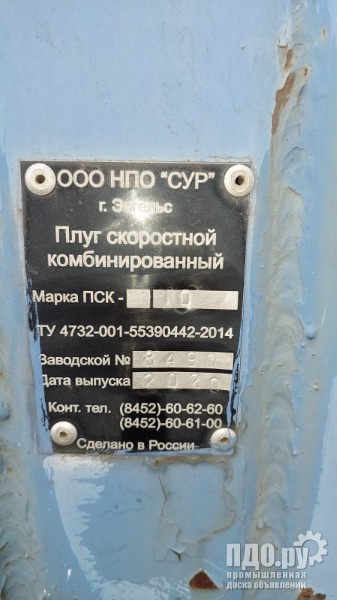 ООО НПО "СУР"
г. Энгельс
Плуг скоростной
комбинированный
Марка ПСК - 10
ТУ 4732-001-55390442-2014
Заводской №
Дата выпуска 2020
Конт. тел. (8452)-60-62-60
(8452)-60-61-00
Сделано в России
ПДО.ру
промышленная
доска объявлений